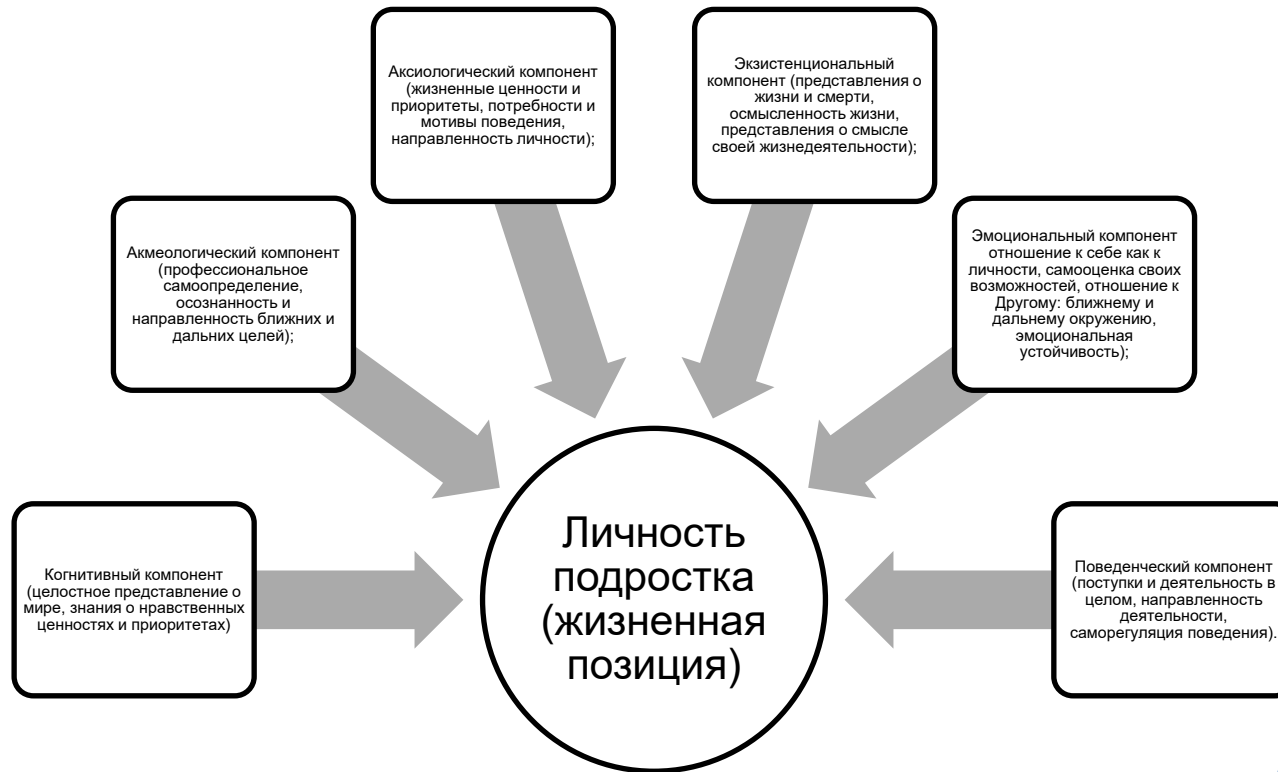 Когнитивный компонент
(целостное представление о
мире, знания о нравственных
ценностях и приоритетах)
Акмеологический компонент
(профессиональное
самоопределение,
осознанность и
направленность ближних и
дальних целей);
Аксиологический компонент
(жизненные ценности и
приоритеты, потребности и
мотивы поведения,
направленность личности);
Экзистенциональный
компонент (представления о
жизни и смерти,
осмысленность жизни,
представления о смысле
своей жизнедеятельности);
Эмоциональный компонент
отношение к себе как к
личности, самооценка своих
возможностей, отношение к
Другому: ближнему и
дальнему окружению,
эмоциональная
устойчивость);
Поведенческий компонент
(поступки и деятельность в
целом, направленность
деятельности,
саморегуляция поведения).
Личность
подростка
(жизненная
позиция)